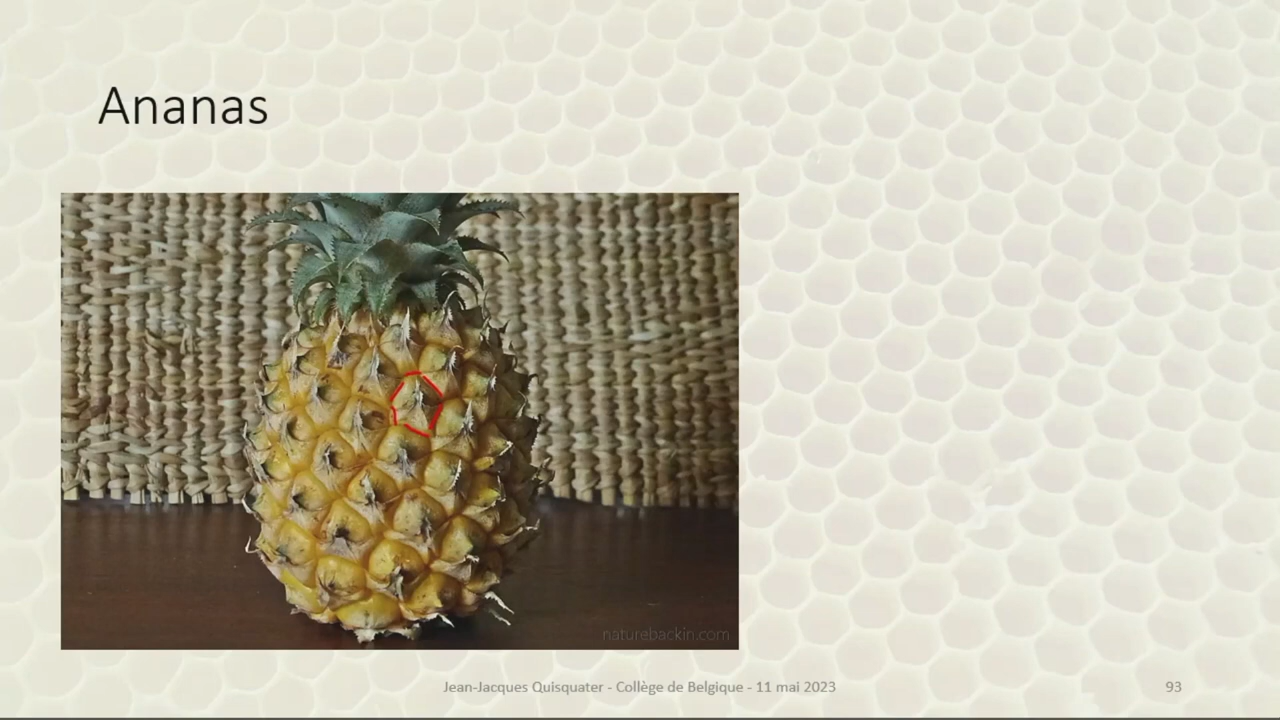 Ananas
naturebackin.com
Jean-Jacques Quisquater - Collège de Belgique - 11 mai 2023
93